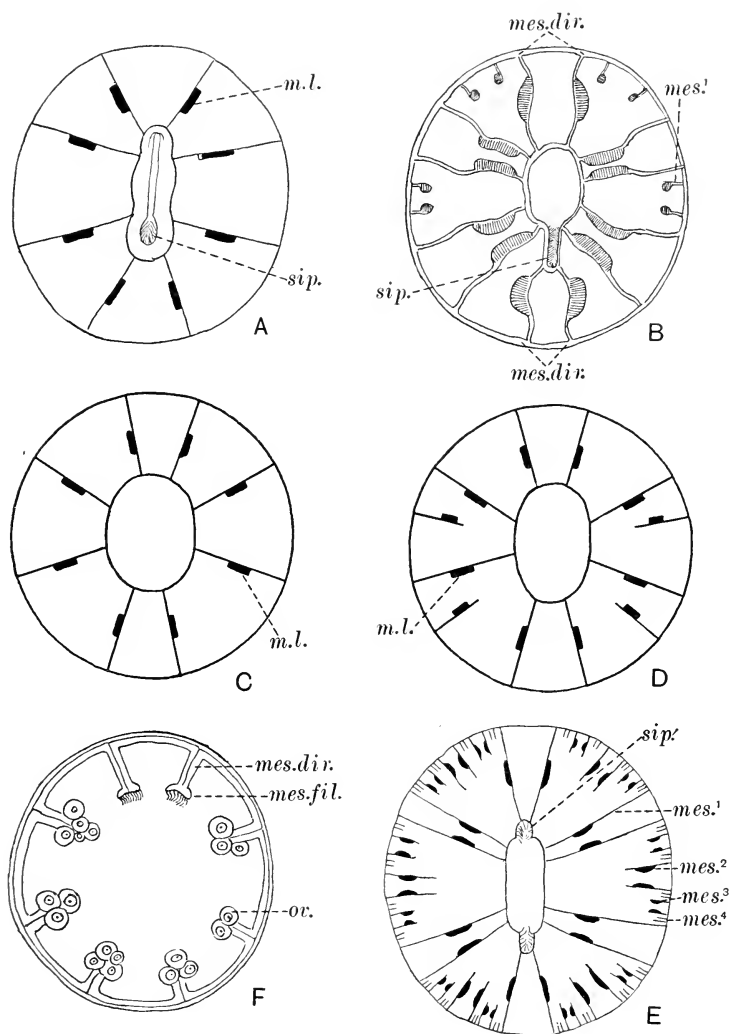 m.l.
sip.
A
mes.dir.
mes.¹
sip.
B
mes.dir.
m.l.
C
m.l.
D
mes.dir.
mes.fil.
ov.
F
sip.¹
mes.¹
mes.²
mes.³
mes.⁴
E